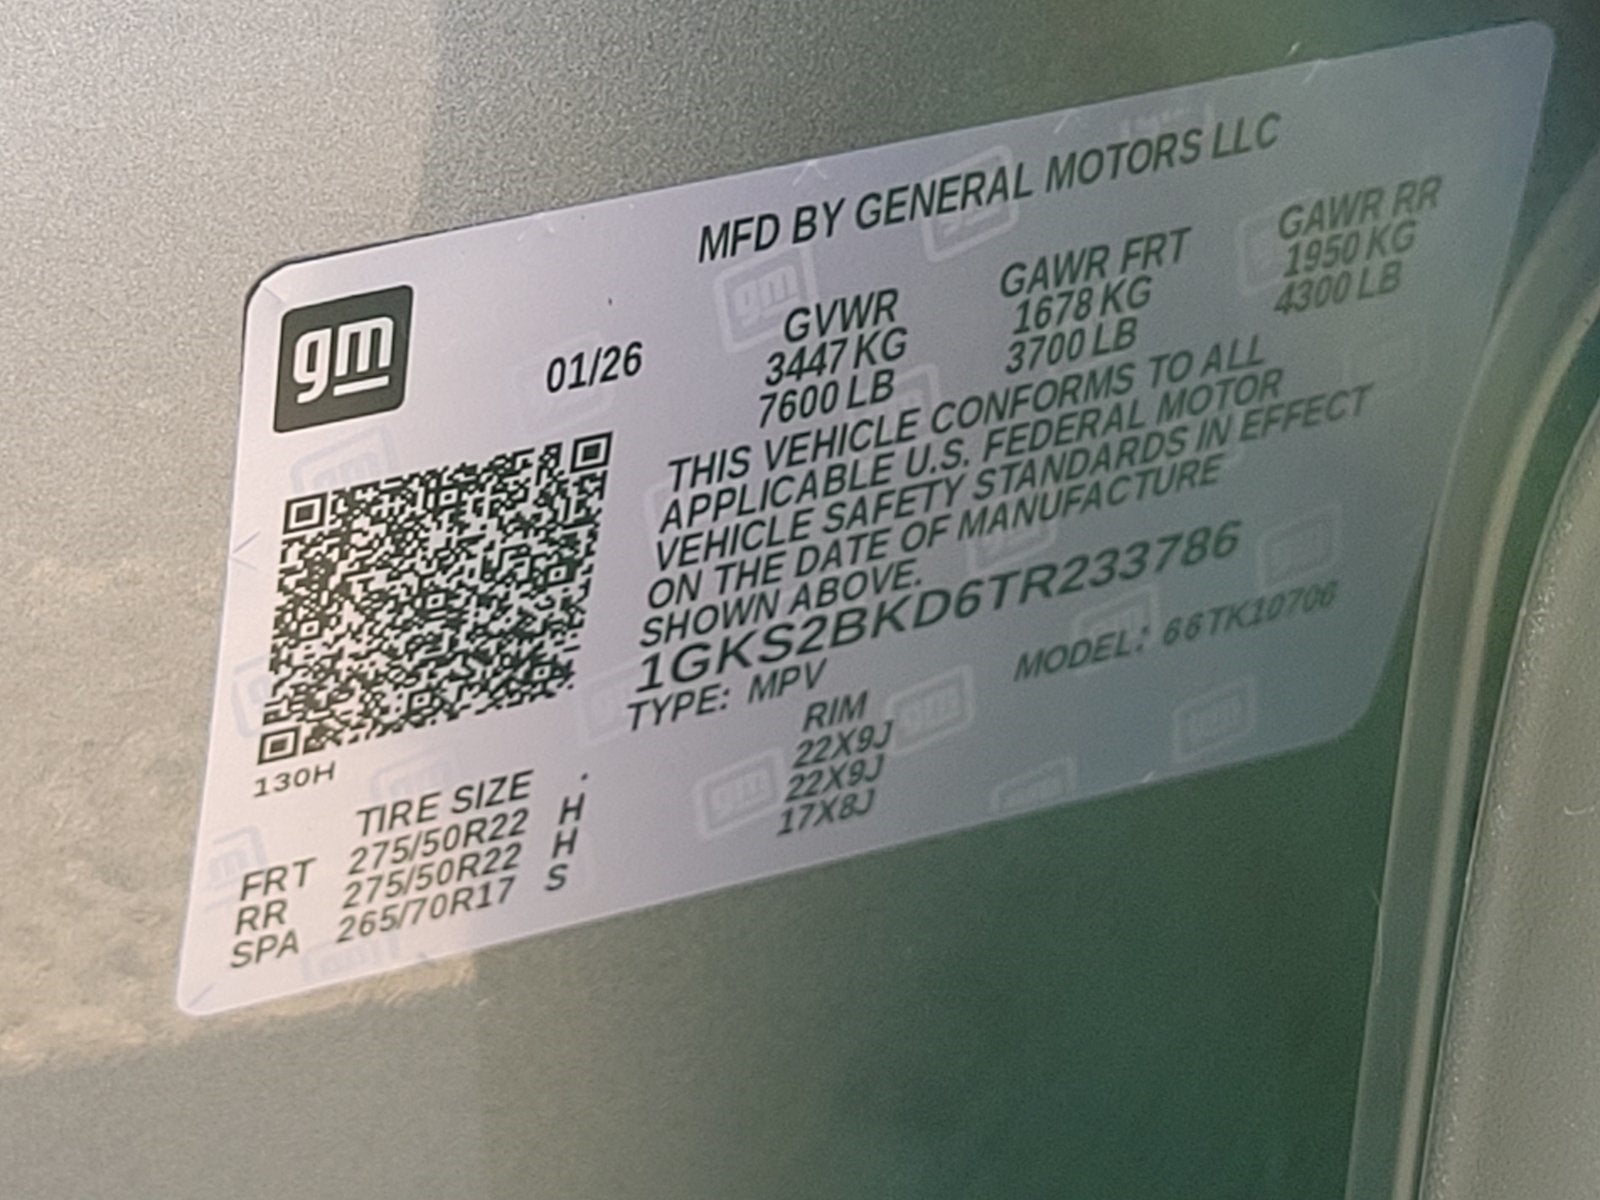 MFD BY GENERAL MOTORS LLC
gm
01/26
GVWR GAWR FRT GAWR RR
3447 KG 1678 KG 1950 KG
7600 LB 3700 LB 4300 LB
THIS VEHICLE CONFORMS TO ALL
APPLICABLE U.S. FEDERAL MOTOR
VEHICLE SAFETY STANDARDS IN EFFECT
ON THE DATE OF MANUFACTURE
SHOWN ABOVE.
1GKS2BKD6TR233786
TYPE: MPV MODEL: 66TK10706
130H
TIRE SIZE RIM
FRT 275/50R22 H 22X9J
RR 275/50R22 H 22X9J
SPA 265/70R17 S 17X8J